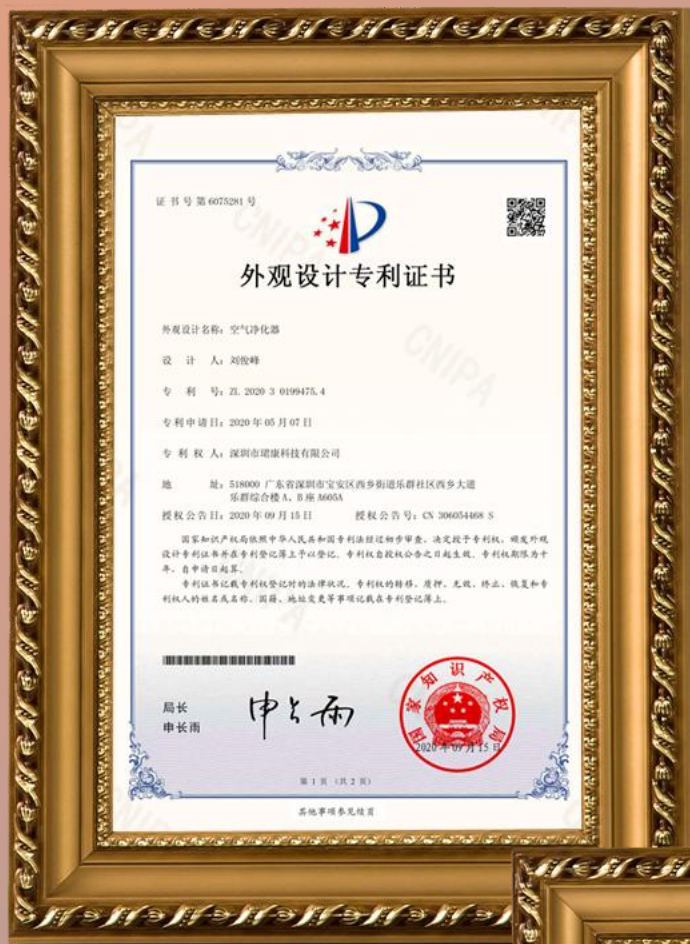 证书号第6075281号
外观设计专利证书
外观设计名称：空气净化器
设计人：刘俊峰
专利号：ZL 2020 3 0199475.4
专利申请日：2020年05月07日
专利权人：深圳市珺康科技有限公司
地址：518000 广东省深圳市宝安区西乡街道乐群社区西乡大道
乐群综合楼A、B座A605A
授权公告日：2020年09月15日 授权公告号：CN 306054468 S
国家知识产权局依照中华人民共和国专利法经过初步审查，决定授予专利权，颁发外观
设计专利证书并在专利登记簿上予以登记。专利权自授权公告之日起生效。专利权期限为十
年，自申请日起算。
专利证书记载专利权登记时的法律状况。专利权的转移、质押、无效、终止、恢复和专
利权人的姓名或名称、国籍、地址变更等事项记载在专利登记簿上。
局长
申长雨
申长雨
国家知识产权局
2020年09月15日
第1页（共2页）
其他事项参见续页
CNIPA
CNIPA
CNIPA
CNIPA